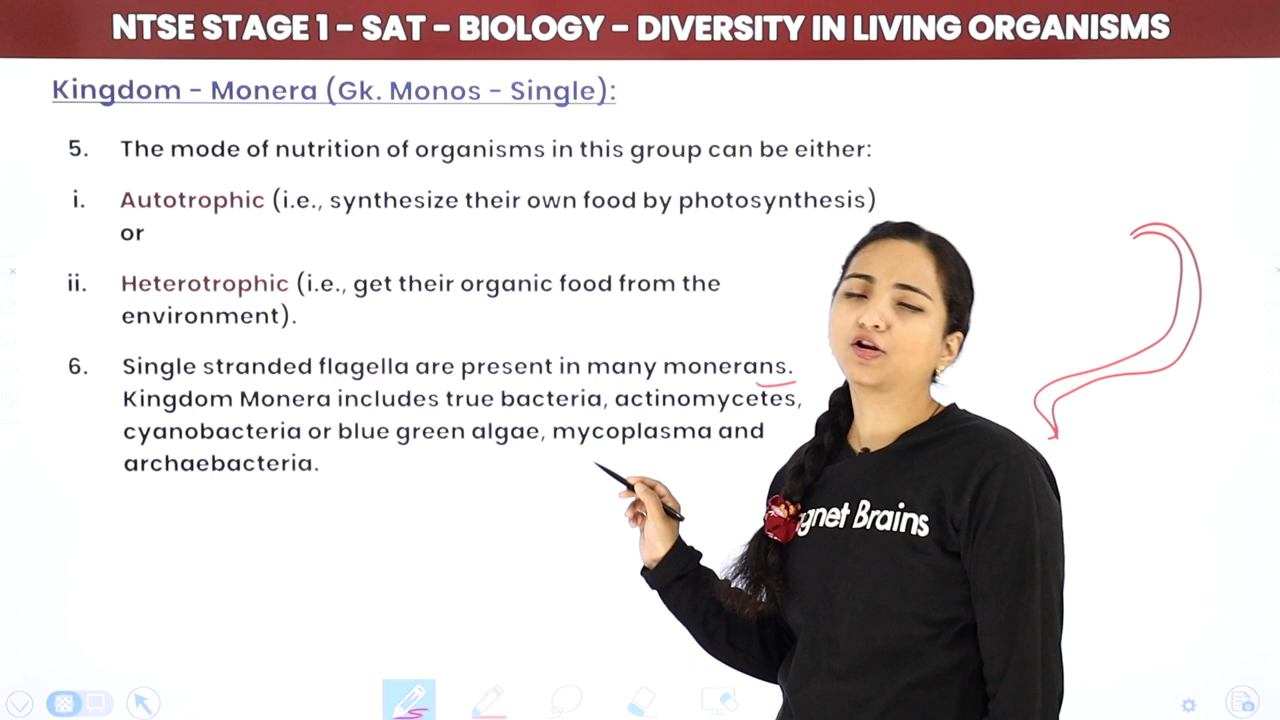 NTSE STAGE 1 – SAT – BIOLOGY – DIVERSITY IN LIVING ORGANISMS
Kingdom - Monera (Gk. Monos - Single):
5. The mode of nutrition of organisms in this group can be either:
i. Autotrophic (i.e., synthesize their own food by photosynthesis)
or
ii. Heterotrophic (i.e., get their organic food from the
environment).
6. Single stranded flagella are present in many monerans.
Kingdom Monera includes true bacteria, actinomycetes,
cyanobacteria or blue green algae, mycoplasma and
archaebacteria.
gnet Brains